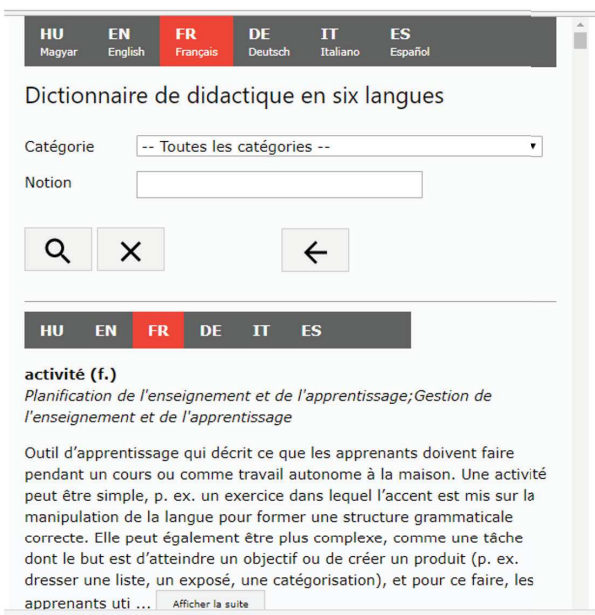 HU EN FR DE IT ES
Magyar English Français Deutsch Italiano Español
Dictionnaire de didactique en six langues
Catégorie -- Toutes les catégories --
Notion
HU EN FR DE IT ES
activité (f.)
Planification de l'enseignement et de l'apprentissage;Gestion de
l'enseignement et de l'apprentissage
Outil d’apprentissage qui décrit ce que les apprenants doivent faire
pendant un cours ou comme travail autonome à la maison. Une activité
peut être simple, p. ex. un exercice dans lequel l’accent est mis sur la
manipulation de la langue pour former une structure grammaticale
correcte. Elle peut également être plus complexe, comme une tâche
dont le but est d’atteindre un objectif ou de créer un produit (p. ex.
dresser une liste, un exposé, une catégorisation), et pour ce faire, les
apprenants uti ... Afficher la suite